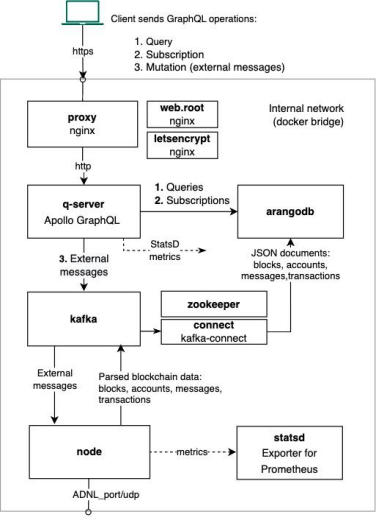 Client sends GraphQL operations:
1. Query
2. Subscription
3. Mutation (external messages)
https
proxy
nginx
web.root
nginx
letsencrypt
nginx
Internal network
(docker bridge)
http
q-server
Apollo GraphQL
1. Queries
2. Subscriptions
arangodb
StatsD
metrics
3. External
messages
JSON documents:
blocks, accounts,
messages,transactions
kafka
zookeeper
connect
kafka-connect
External
messages
Parsed blockchain data:
blocks, accounts, messages,
transactions
node
metrics
statsd
Exporter for
Prometheus
ADNL_port/udp